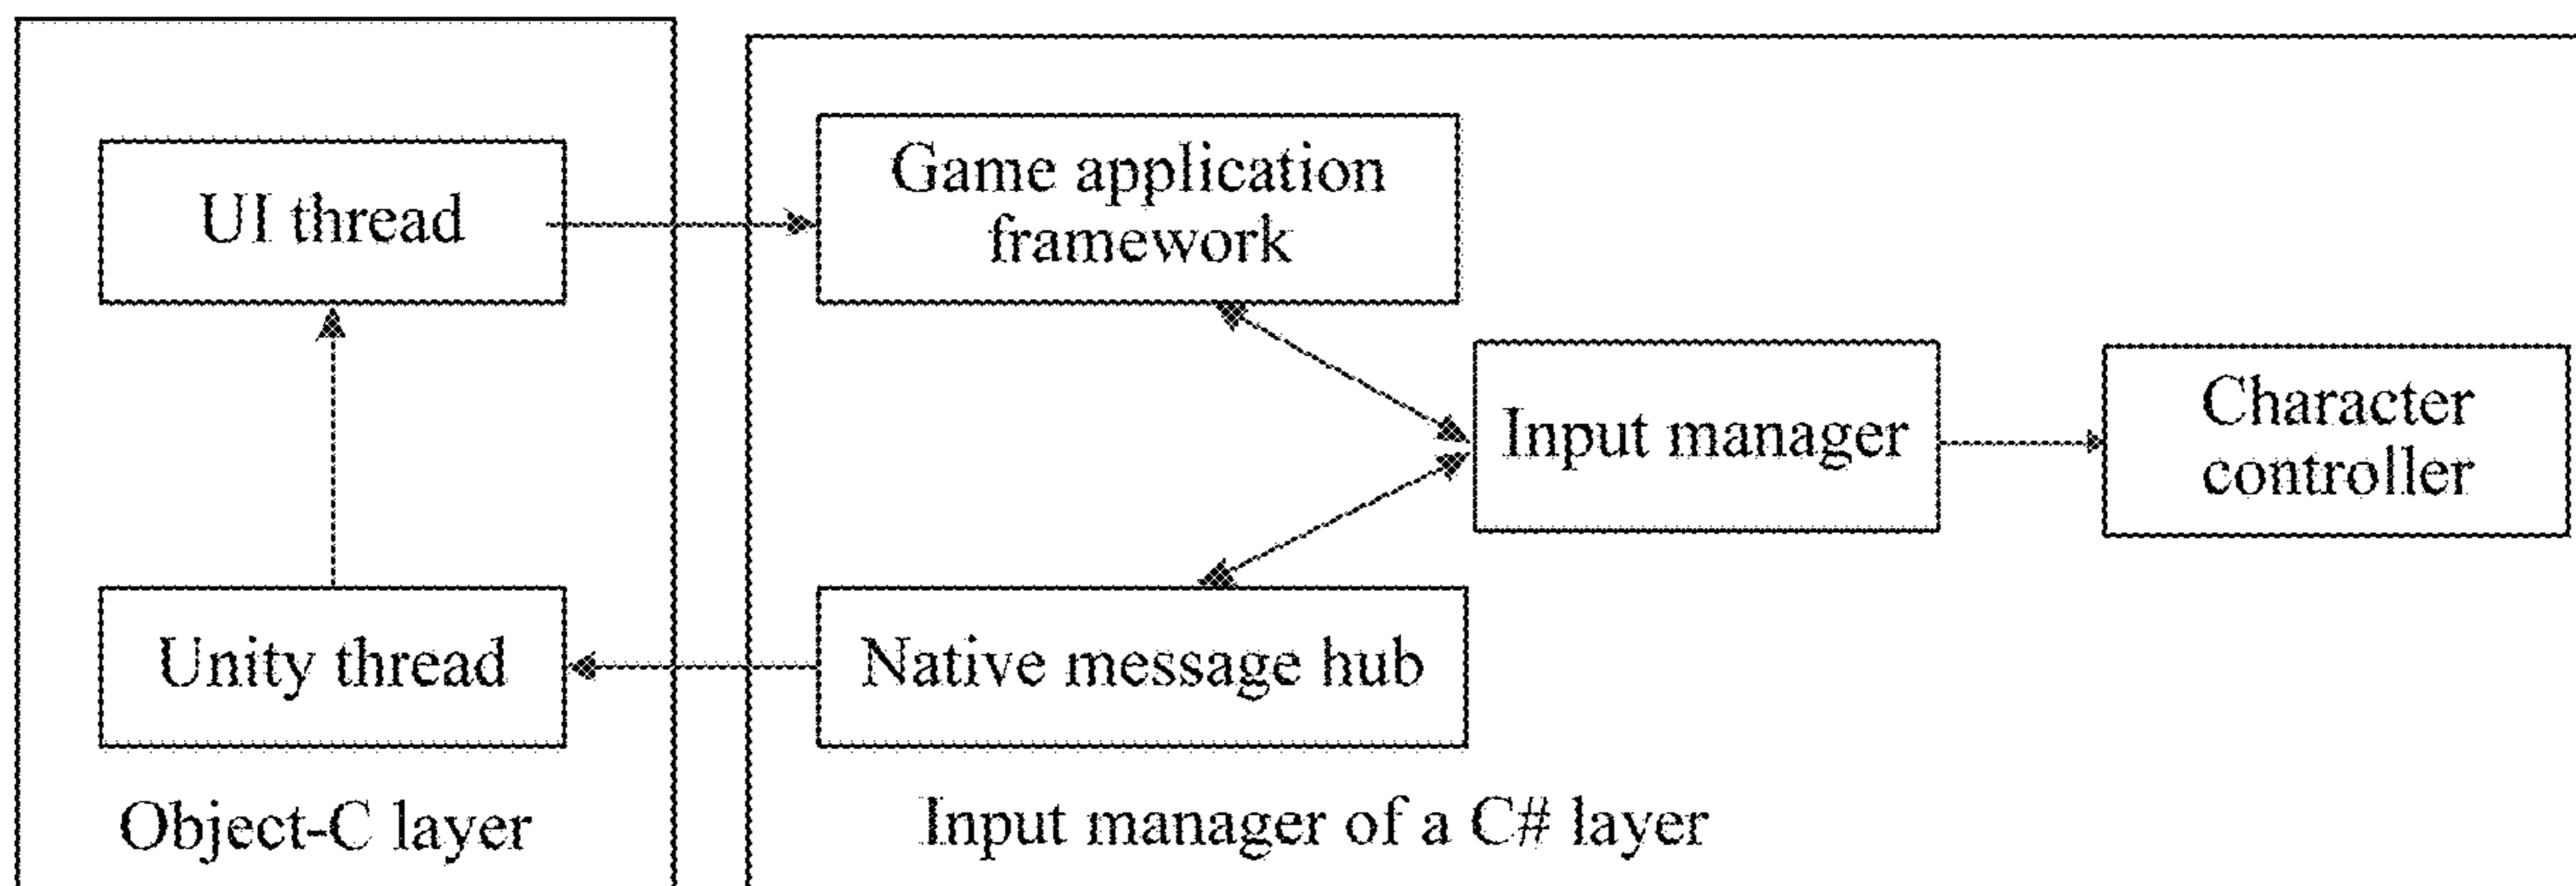 UI thread
Game application
framework
Input manager
Character
controller
Unity thread
Native message hub
Object-C layer
Input manager of a C# layer